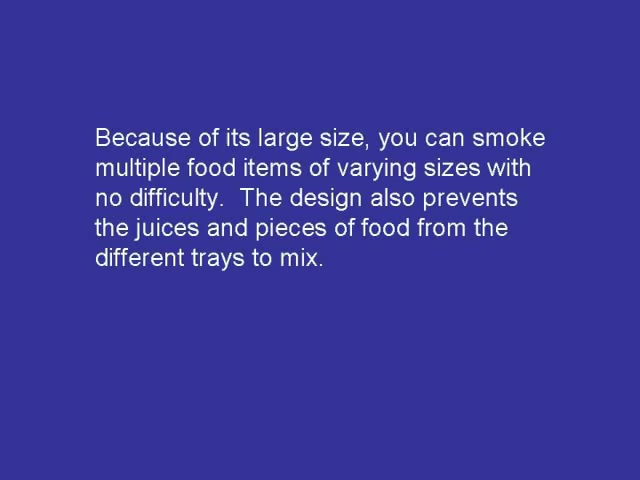 Because of its large size, you can smoke
multiple food items of varying sizes with
no difficulty.  The design also prevents
the juices and pieces of food from the
different trays to mix.